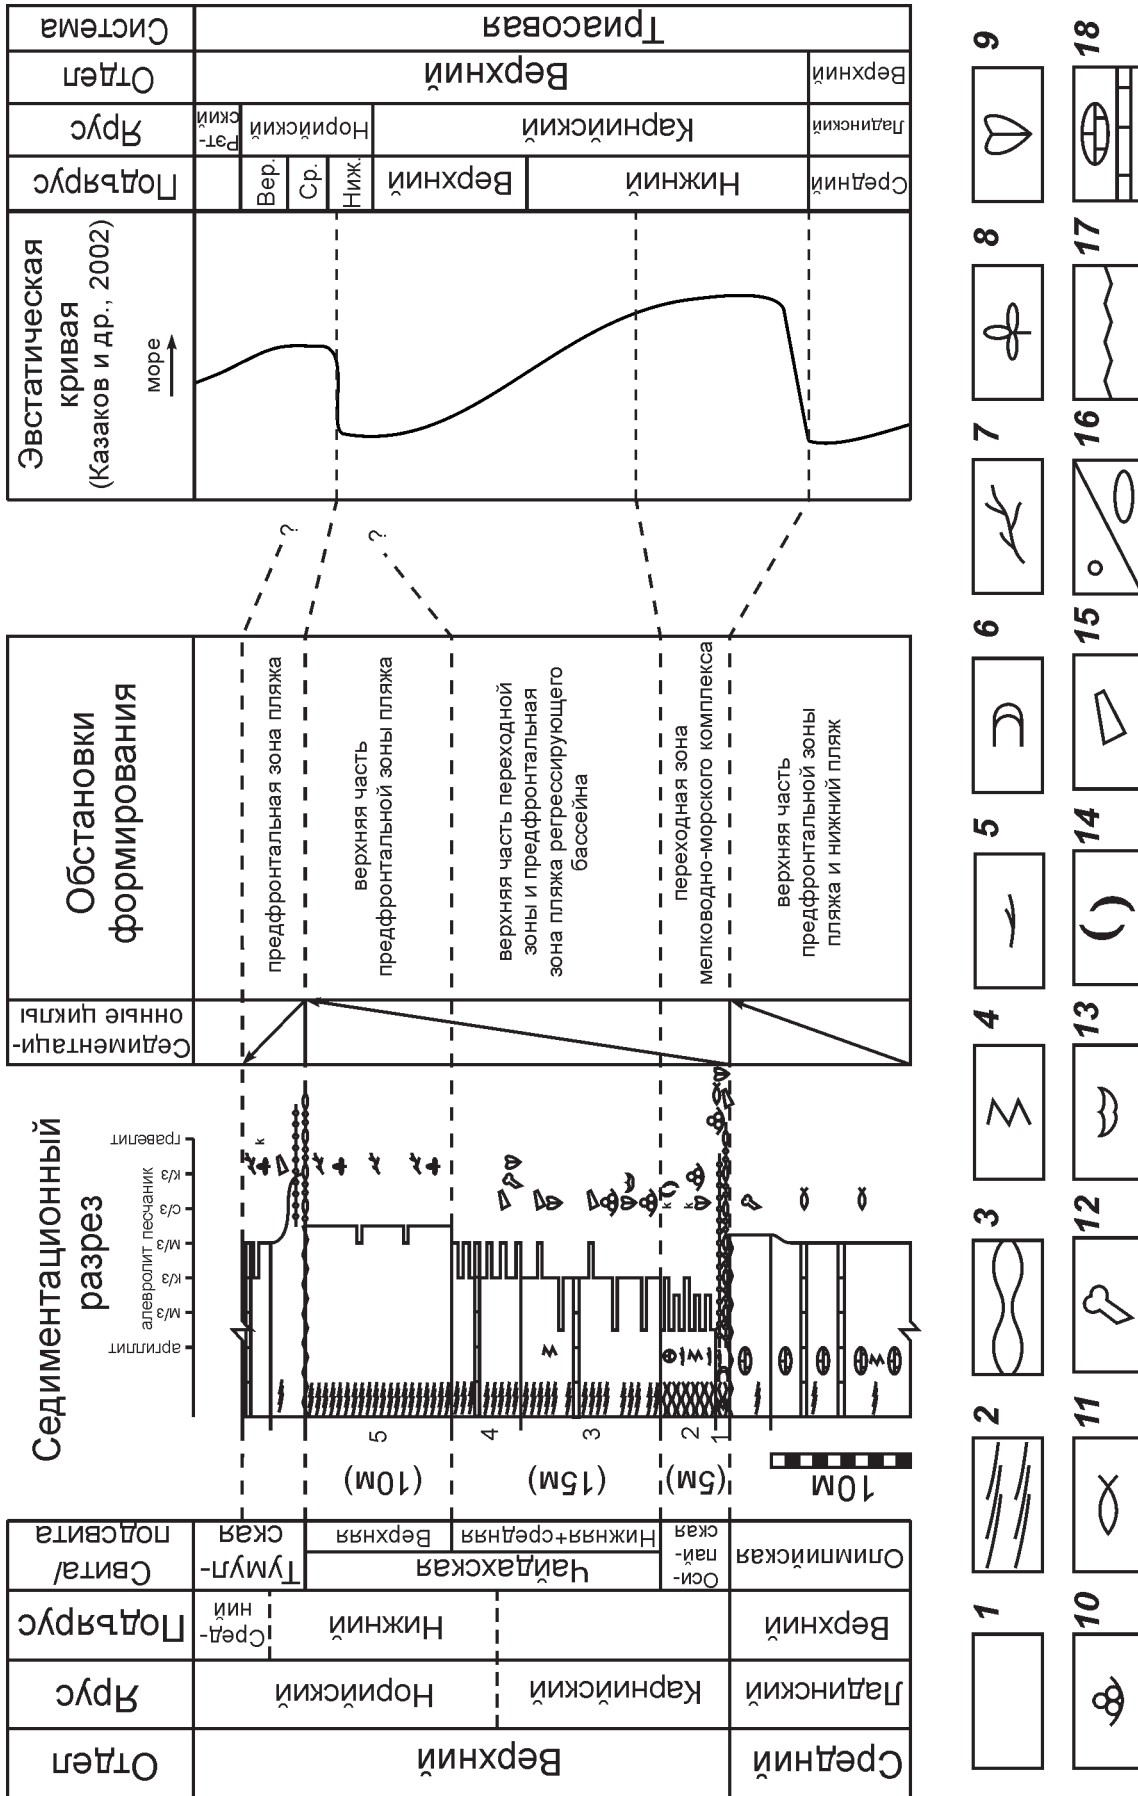 Отдел
Ярус
Подъярус
Свита/
подсвита
Седиментационный
разрез
аргиллит
м/з
к/з
алевролит
м/з
с/з
к/з
песчаник
гравелит
Седиментаци-
онные циклы
Обстановки
формирования
Эвстатическая
кривая
(Казаков и др., 2002)
море
Подъярус
Ярус
Отдел
Система
Верхний
Средний
Норийский
Карнийский
Ладинский
Сред-
ний
Нижний
Верхний
Тумул-
ская
Чайдахская
Верхняя
Нижняя+средняя
Оси-
пай-
ская
Олимпийская
(10м)
(15м)
(5м)
10м
5
4
3
2
1
к
к
к
предфронтальная зона пляжа
верхняя часть
предфронтальной зоны пляжа
верхняя часть переходной
зоны и предфронтальная
зона пляжа регрессирующего
бассейна
переходная зона
мелководно-морского комплекса
верхняя часть
предфронтальной зоны
пляжа и нижний пляж
?
?
Вер.
Ср.
Ниж.
Верхний
Нижний
Средний
Рэт-
ский
Норийский
Карнийский
Ладинский
Верхний
Верхний
Триасовая
1
2
3
4
5
6
7
8
9
10
11
12
13
14
15
16
17
18